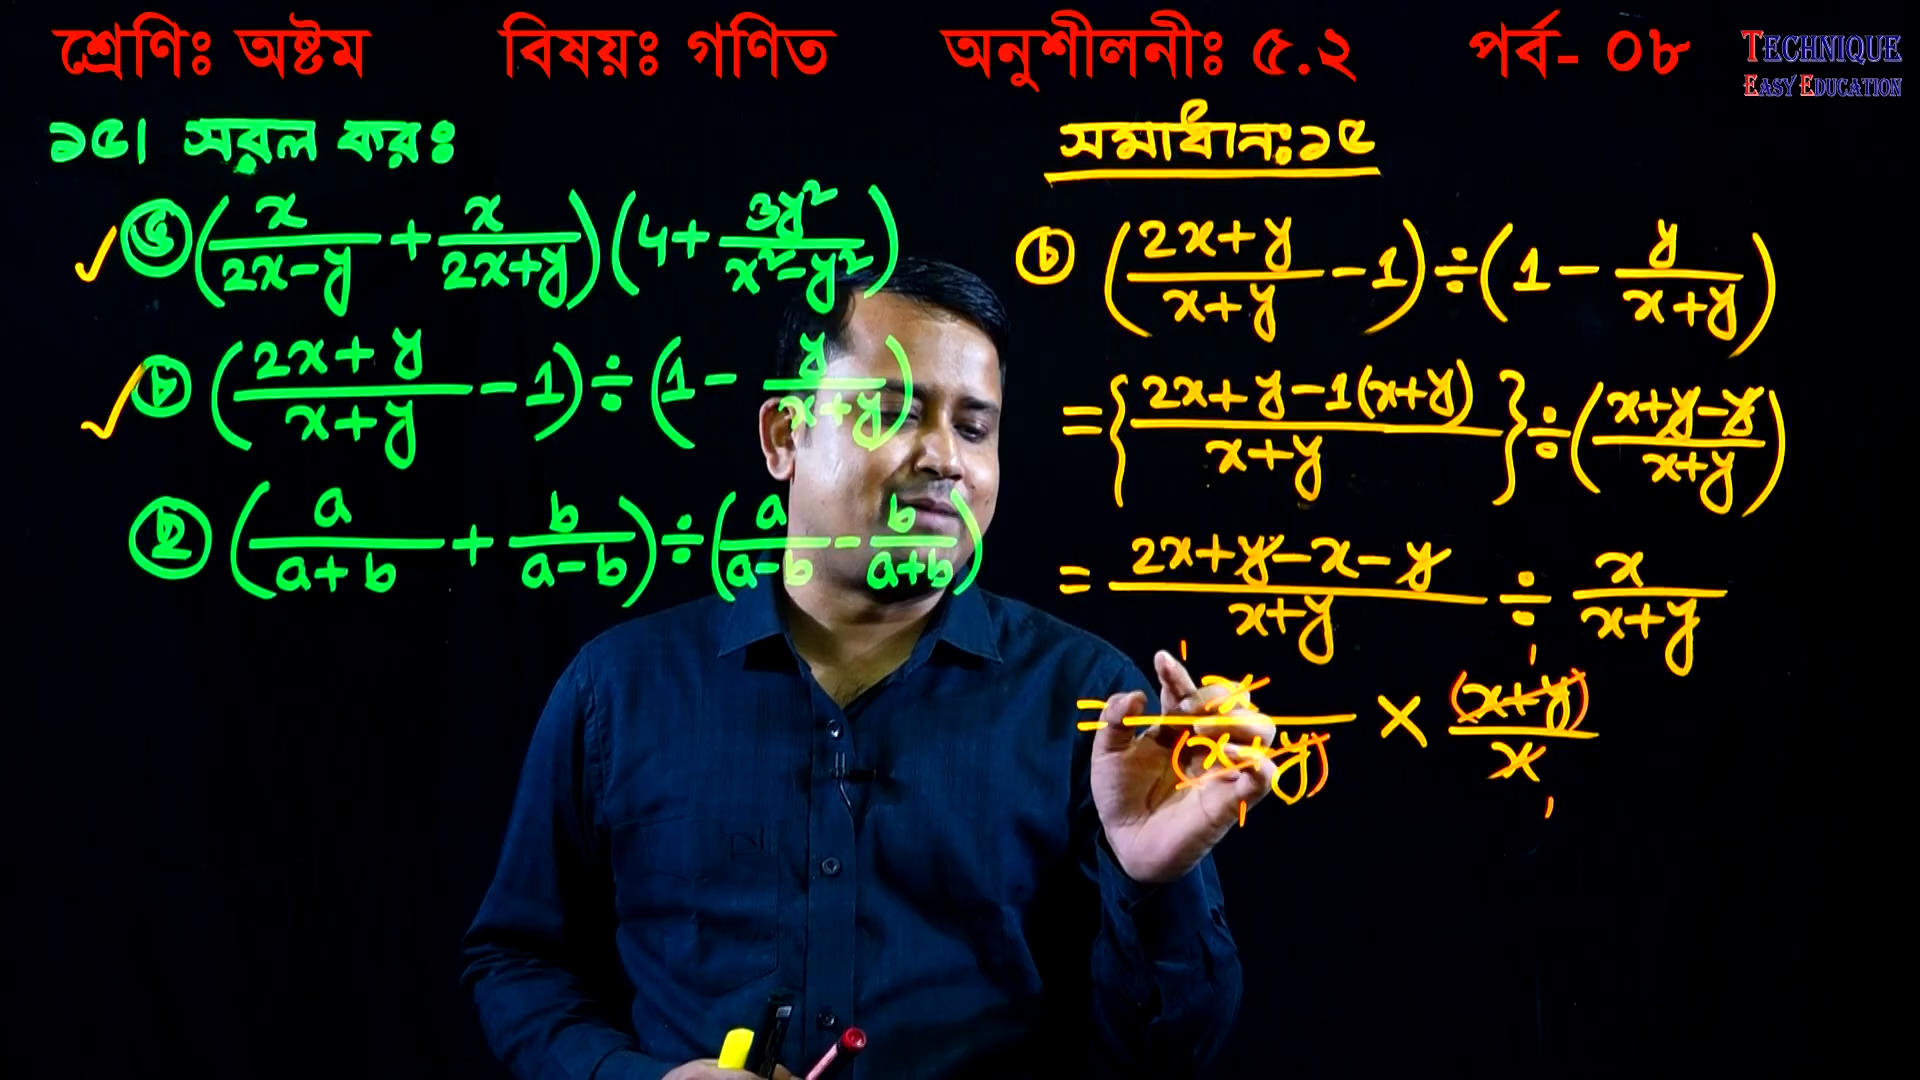 শ্রেণিঃ অষ্টম বিষয়ঃ গণিত অনুশীলনীঃ ৫.২ পর্ব- ০৮
TECHNIQUE
EASY EDUCATION
১৫। সরল করঃ
ঙ (x/(2x-y) + x/(2x+y)) (4 + 3y²/(x²-y²))
চ ((2x+y)/(x+y) - 1) ÷ (1 - y/(x+y))
ছ (a/(a+b) + b/(a-b)) ÷ (a/(a-b) - b/(a+b))
সমাধানঃ ১৫
চ ((2x+y)/(x+y) - 1) ÷ (1 - y/(x+y))
= {(2x+y-1(x+y))/(x+y)} ÷ ((x+y-y)/(x+y))
= (2x+y-x-y)/(x+y) ÷ x/(x+y)
= x/(x+y) × (x+y)/x